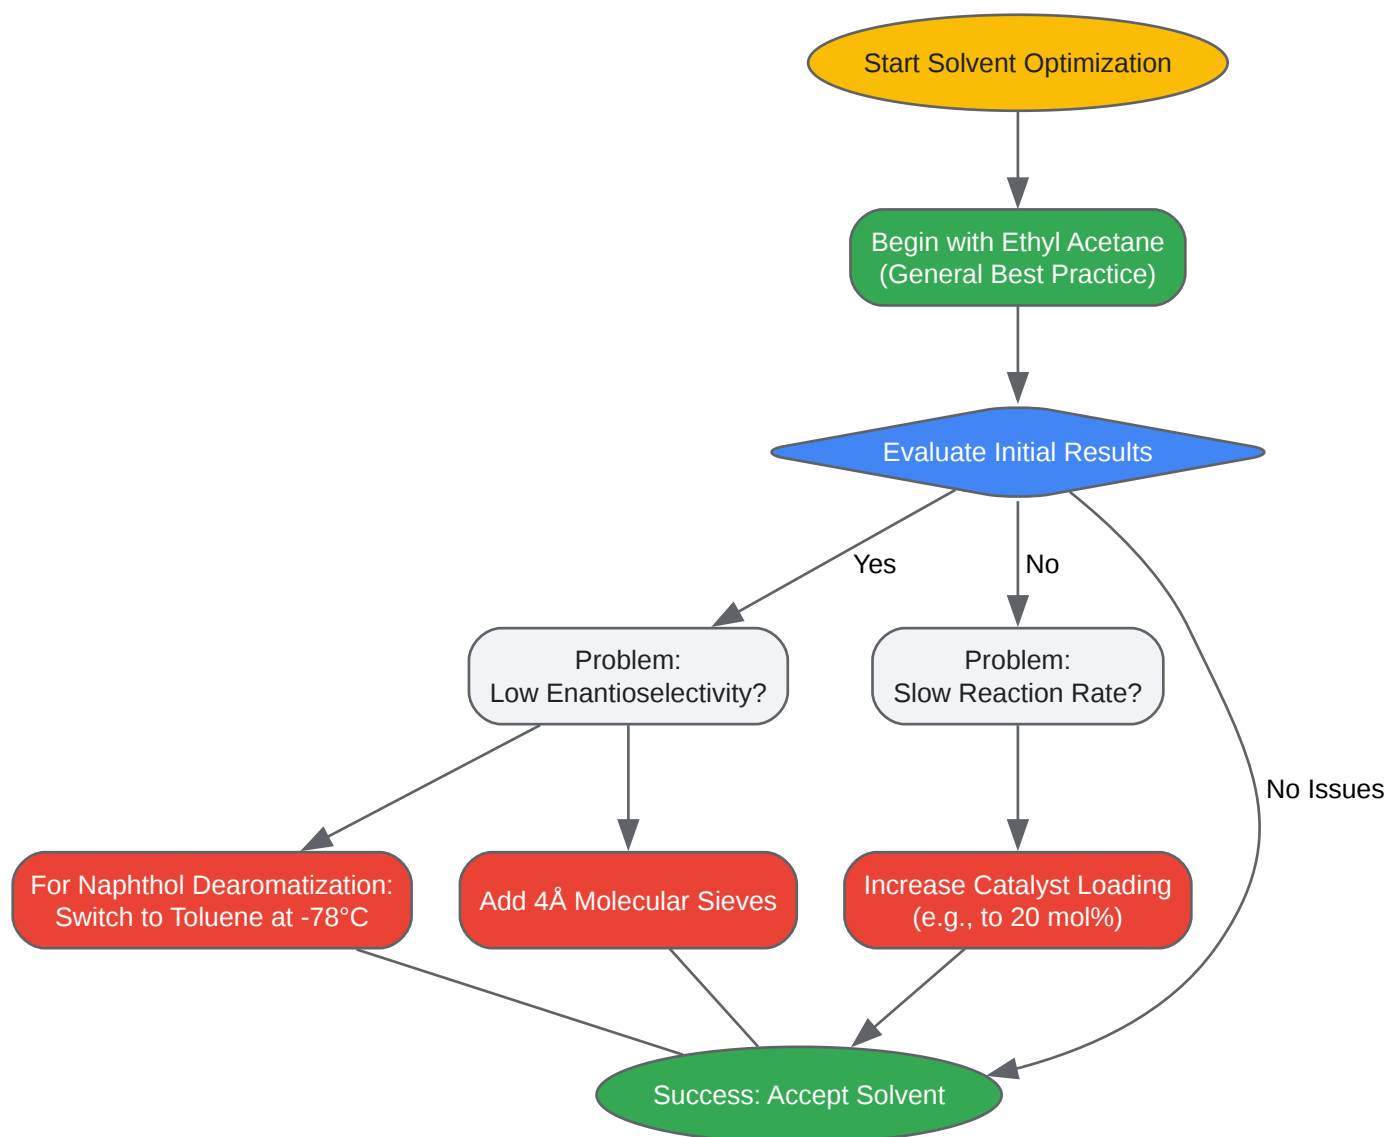 Start Solvent Optimization
Begin with Ethyl Acetane
(General Best Practice)
Evaluate Initial Results
Yes
No
Problem:
Low Enantioselectivity?
Problem:
Slow Reaction Rate?
No Issues
For Naphthol Dearomatization:
Switch to Toluene at -78°C
Add 4Å Molecular Sieves
Increase Catalyst Loading
(e.g., to 20 mol%)
Success: Accept Solvent